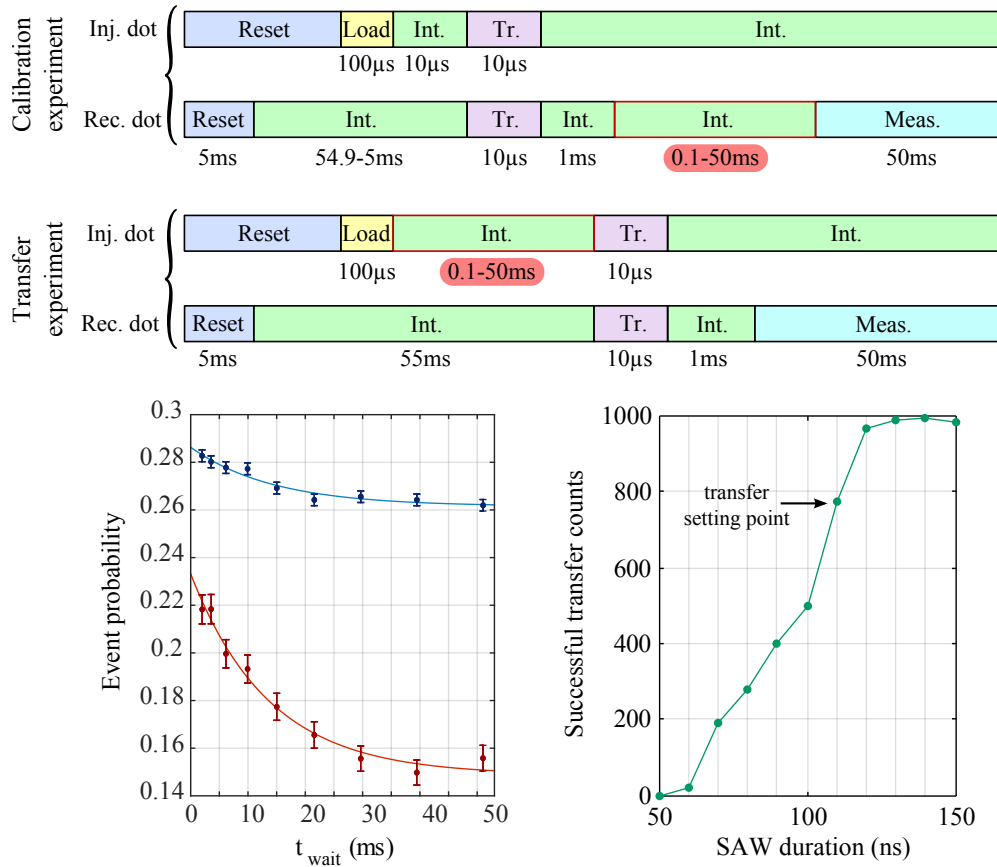 Calibration
experiment
Inj. dot
Reset
Load
Int.
Tr.
Int.
100µs
10µs
10µs
Rec. dot
Reset
Int.
Tr.
Int.
Int.
Meas.
5ms
54.9-5ms
10µs
1ms
0.1-50ms
50ms
Transfer
experiment
Inj. dot
Reset
Load
Int.
Tr.
Int.
100µs
0.1-50ms
10µs
Rec. dot
Reset
Int.
Tr.
Int.
Meas.
5ms
55ms
10µs
1ms
50ms
Event probability
0.3
0.28
0.26
0.24
0.22
0.2
0.18
0.16
0.14
0
10
20
30
40
50
t wait (ms)
Successful transfer counts
1000
800
600
400
200
0
transfer
setting point
50
100
150
SAW duration (ns)